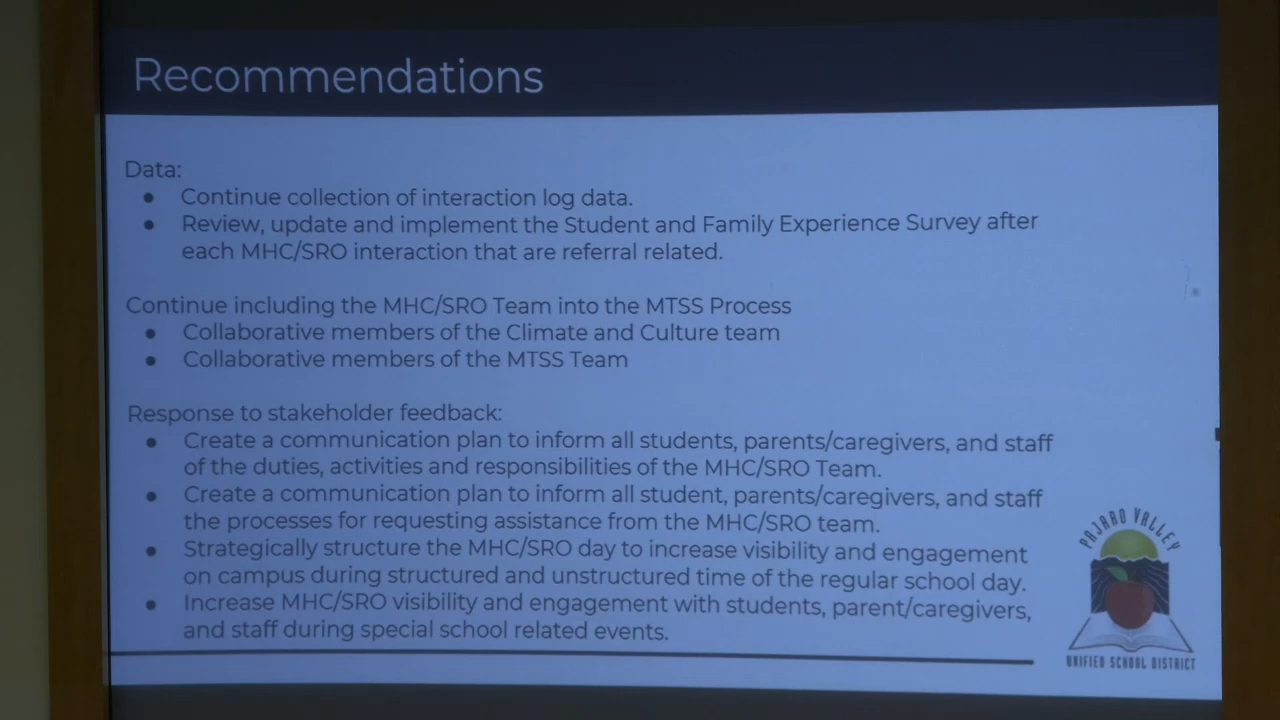 Recommendations
Data:
● Continue collection of interaction log data.
● Review, update and implement the Student and Family Experience Survey after
each MHC/SRO interaction that are referral related.
Continue including the MHC/SRO Team into the MTSS Process
● Collaborative members of the Climate and Culture team
● Collaborative members of the MTSS Team
Response to stakeholder feedback:
● Create a communication plan to inform all students, parents/caregivers, and staff
of the duties, activities and responsibilities of the MHC/SRO Team.
● Create a communication plan to inform all student, parents/caregivers, and staff
the processes for requesting assistance from the MHC/SRO team.
● Strategically structure the MHC/SRO day to increase visibility and engagement
on campus during structured and unstructured time of the regular school day.
● Increase MHC/SRO visibility and engagement with students, parent/caregivers,
and staff during special school related events.
PAJARO VALLEY
UNIFIED SCHOOL DISTRICT